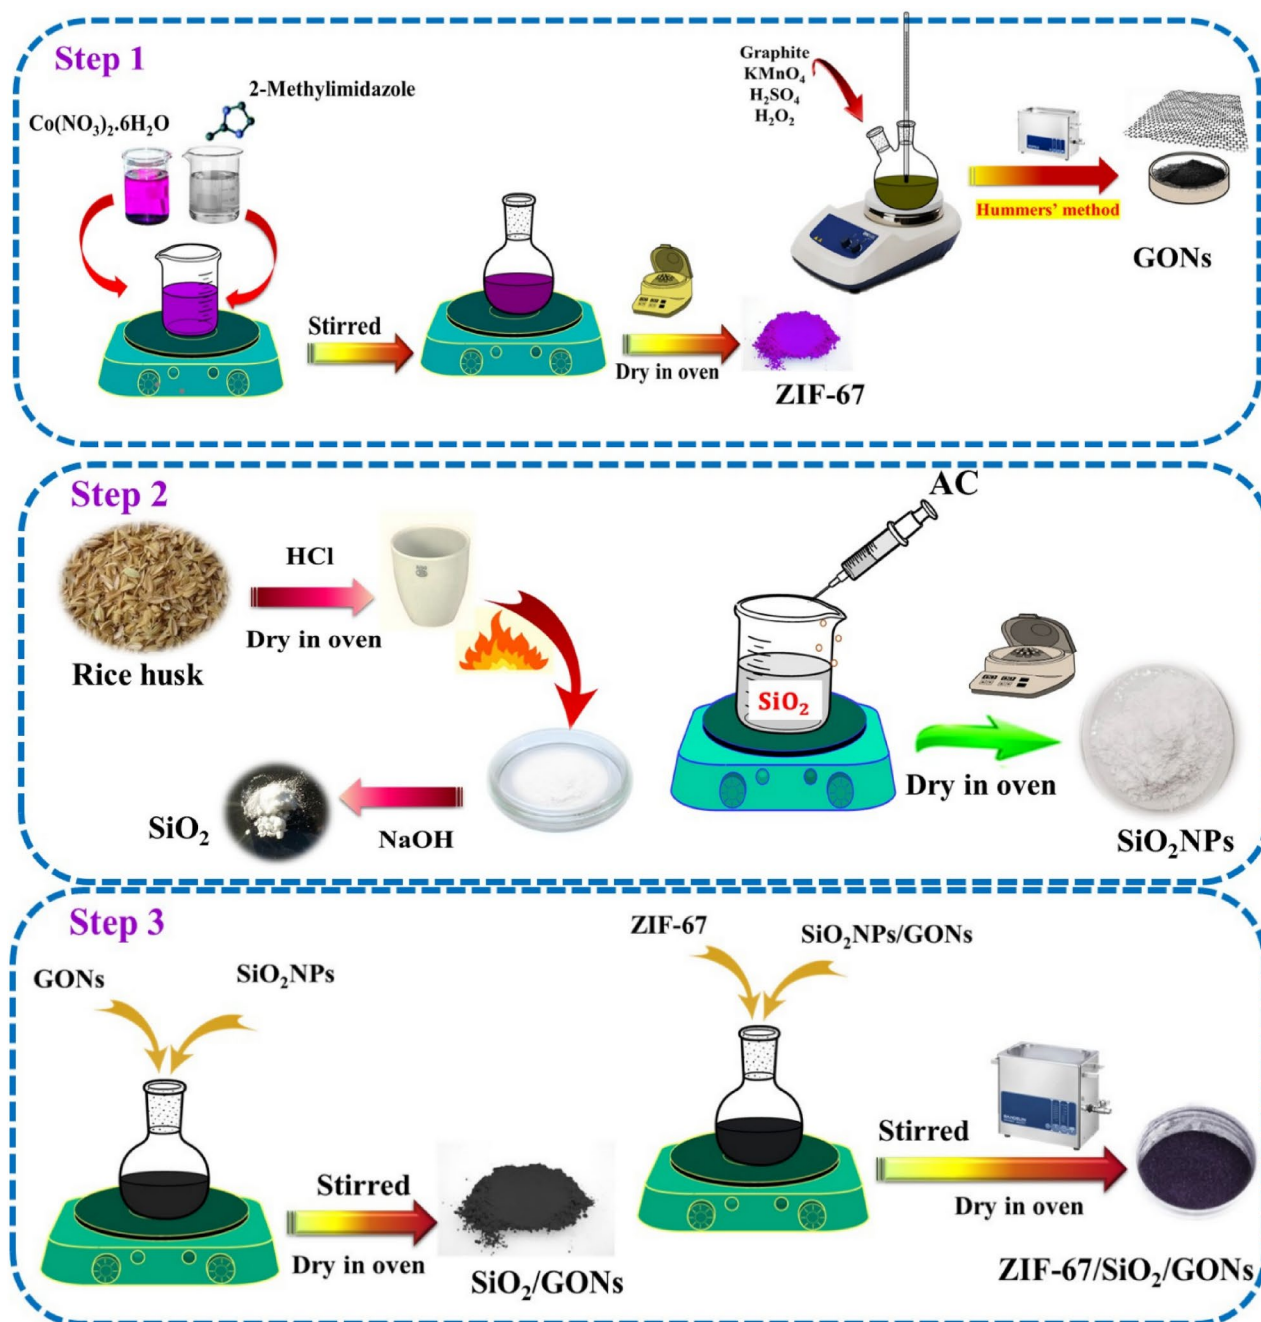 Step 1
2-Methylimidazole
Co(NO₃)₂.6H₂O
Graphite
KMnO₄
H₂SO₄
H₂O₂
Hummers' method
GONs
Stirred
Dry in oven
ZIF-67
Step 2
HCl
Dry in oven
Rice husk
NaOH
SiO₂
AC
SiO₂
Dry in oven
SiO₂NPs
Step 3
GONs
SiO₂NPs
Stirred
Dry in oven
SiO₂/GONs
ZIF-67
SiO₂NPs/GONs
Stirred
Dry in oven
ZIF-67/SiO₂/GONs